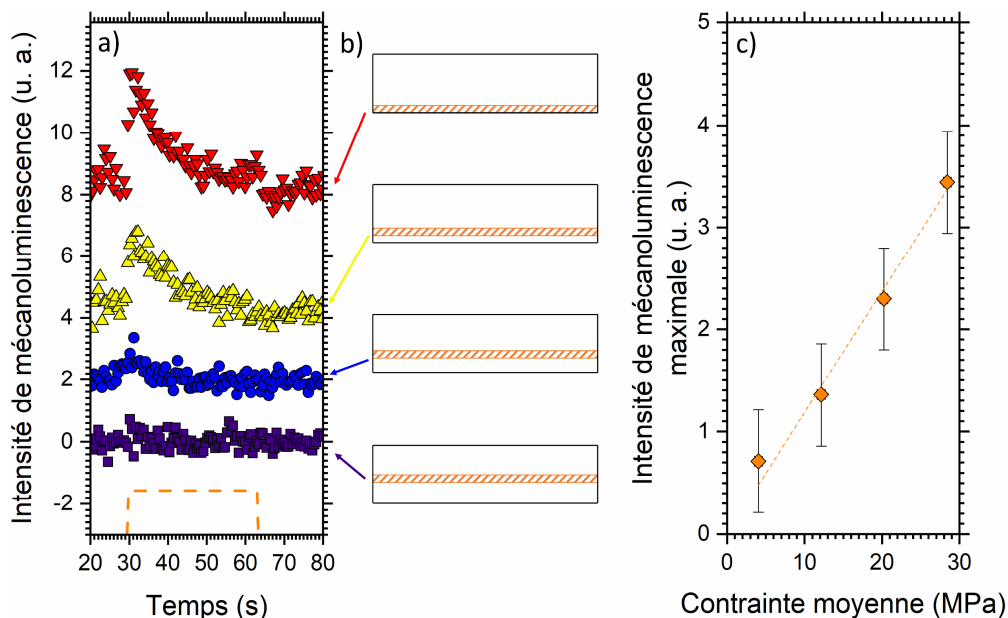 a)
Intensité de mécanoluminescence (u. a.)
12
10
8
6
4
2
0
-2
20 30 40 50 60 70 80
Temps (s)
b)
c)
Intensité de mécanoluminescence
maximale (u. a.)
5
4
3
2
1
0
0 10 20 30
Contrainte moyenne (MPa)